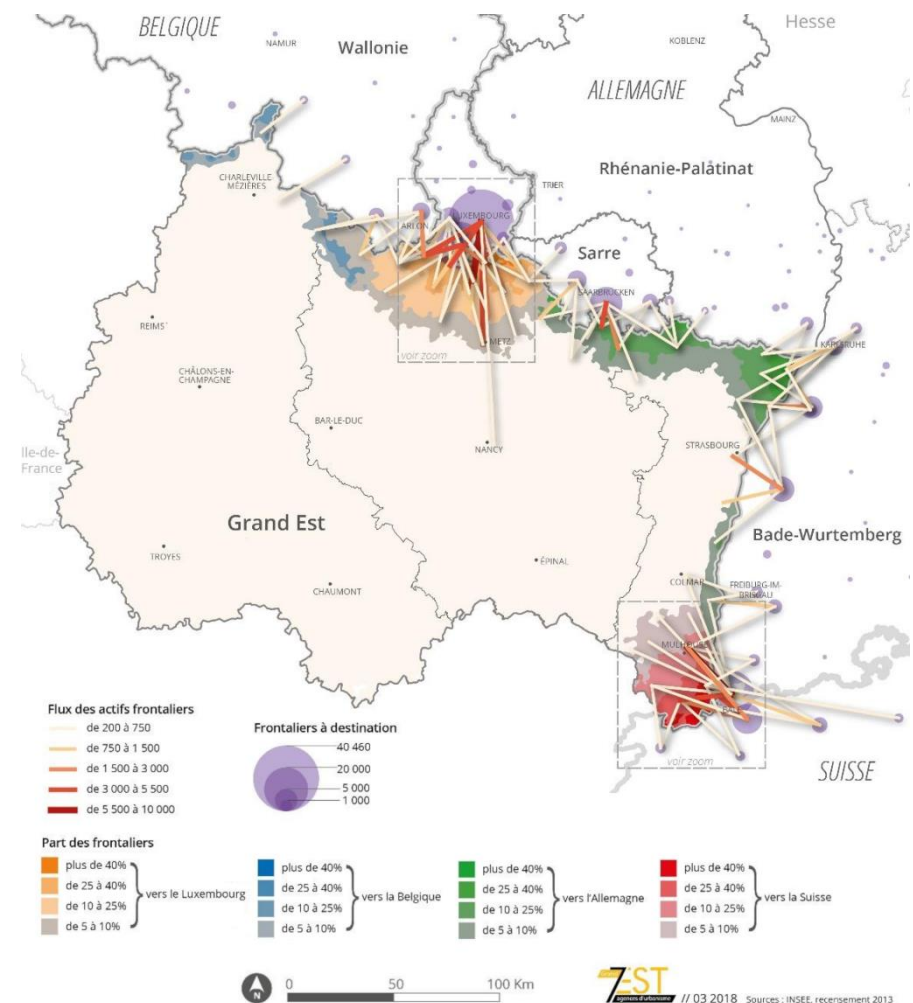 BELGIQUE
Hesse
NAMUR
Wallonie
KOBLENZ
ALLEMAGNE
MAINZ
Rhénanie-Palatinat
CHARLEVILLE
MÉZIÈRES
TRIER
LUXEMBOURG
ARLON
Sarre
SAARBRÜCKEN
REIMS
METZ
voir zoom
KARLSRUHE
CHÂLONS-EN-
CHAMPAGNE
BAR-LE-DUC
NANCY
STRASBOURG
Ile-de-
France
Grand Est
Bade-Wurtemberg
TROYES
ÉPINAL
CHAUMONT
COLMAR
FREIBURG-IM-
BRISGAU
MULHOUSE
voir zoom
SUISSE
Flux des actifs frontaliers
de 200 à 750
de 750 à 1 500
de 1 500 à 3 000
de 3 000 à 5 500
de 5 500 à 10 000
Frontaliers à destination
40 460
20 000
5 000
1 000
Part des frontaliers
plus de 40%
de 25 à 40%
de 10 à 25%
de 5 à 10%
vers le Luxembourg
plus de 40%
de 25 à 40%
de 10 à 25%
de 5 à 10%
vers la Belgique
plus de 40%
de 25 à 40%
de 10 à 25%
de 5 à 10%
vers l'Allemagne
plus de 40%
de 25 à 40%
de 10 à 25%
de 5 à 10%
vers la Suisse
N
0 50 100 Km
7EST
agences d'urbanisme
// 03 2018 Sources : INSEE, recensement 2013